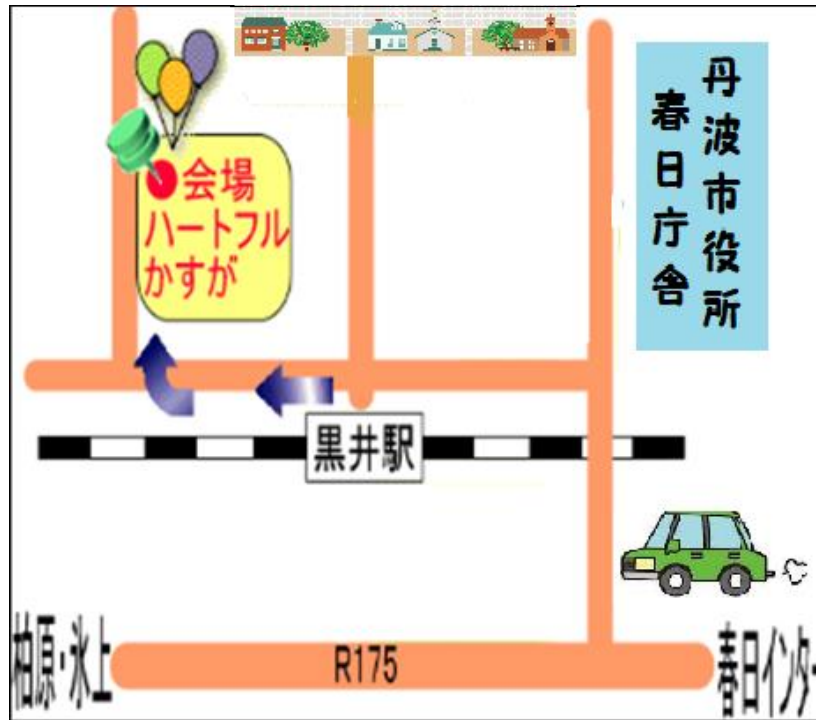 丹波市役所
春日庁舎
会場
ハートフル
かすが
黒井駅
柏原・氷上
R175
春日インター